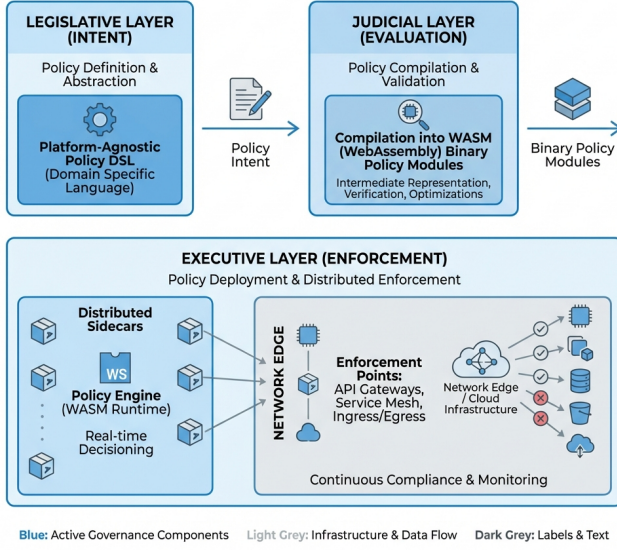 LEGISLATIVE LAYER
(INTENT)
Policy Definition &
Abstraction
Platform-Agnostic
Policy DSL
(Domain Specific
Language)
Policy
Intent
JUDICIAL LAYER
(EVALUATION)
Policy Compilation &
Validation
Compilation into WASM
(WebAssembly) Binary
Policy Modules
Intermediate Representation,
Verification, Optimizations
Binary Policy
Modules
EXECUTIVE LAYER (ENFORCEMENT)
Policy Deployment & Distributed Enforcement
Distributed
Sidecars
WS
Policy Engine
(WASM Runtime)
Real-time
Decisioning
NETWORK EDGE
Enforcement
Points:
API Gateways,
Service Mesh,
Ingress/Egress
Network Edge
/ Cloud
Infrastructure
Continuous Compliance & Monitoring
Blue: Active Governance Components Light Grey: Infrastructure & Data Flow Dark Grey: Labels & Text